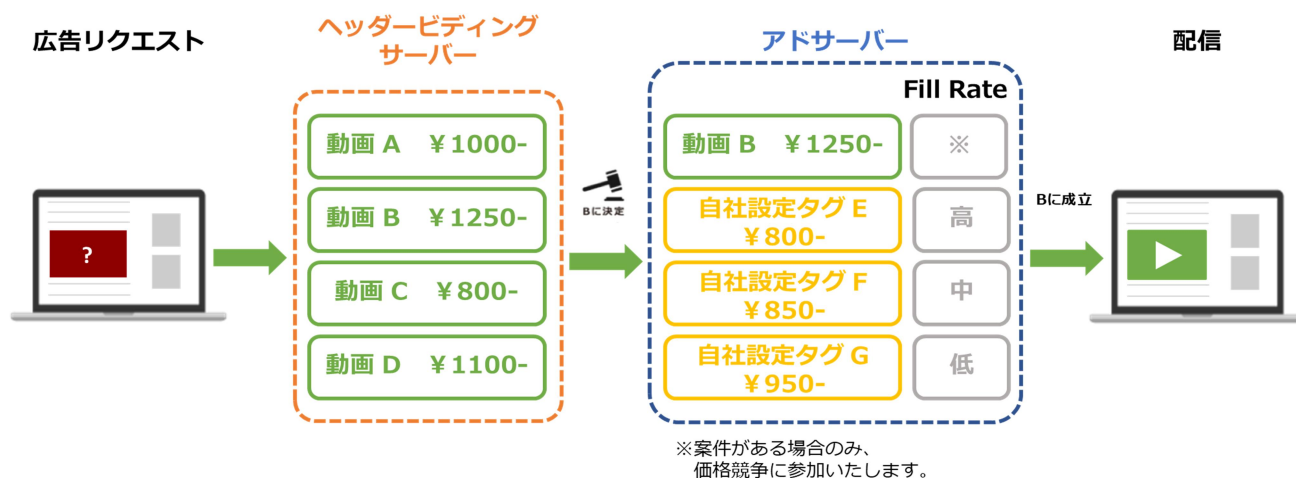 広告リクエスト
ヘッダービディング
サーバー
アドサーバー
配信
?
動画 A ￥1000-
動画 B ￥1250-
動画 C ￥800-
動画 D ￥1100-
Bに決定
Fill Rate
動画 B ￥1250-
※
自社設定タグ E
￥800-
高
自社設定タグ F
￥850-
中
自社設定タグ G
￥950-
低
※案件がある場合のみ、
価格競争に参加いたします。
Bに成立